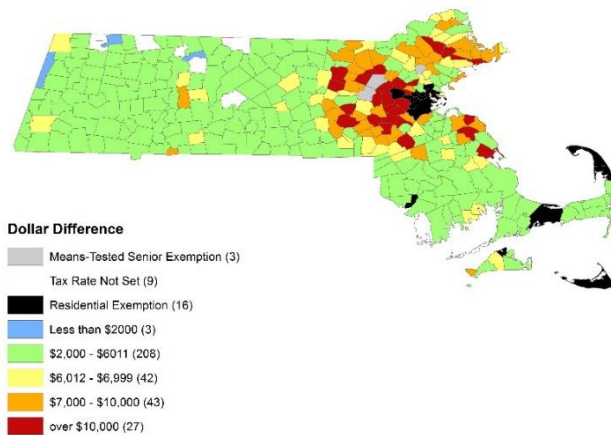 Dollar Difference
Means-Tested Senior Exemption (3)
Tax Rate Not Set (9)
Residential Exemption (16)
Less than $2000 (3)
$2,000 - $6011 (208)
$6,012 - $6,999 (42)
$7,000 - $10,000 (43)
over $10,000 (27)